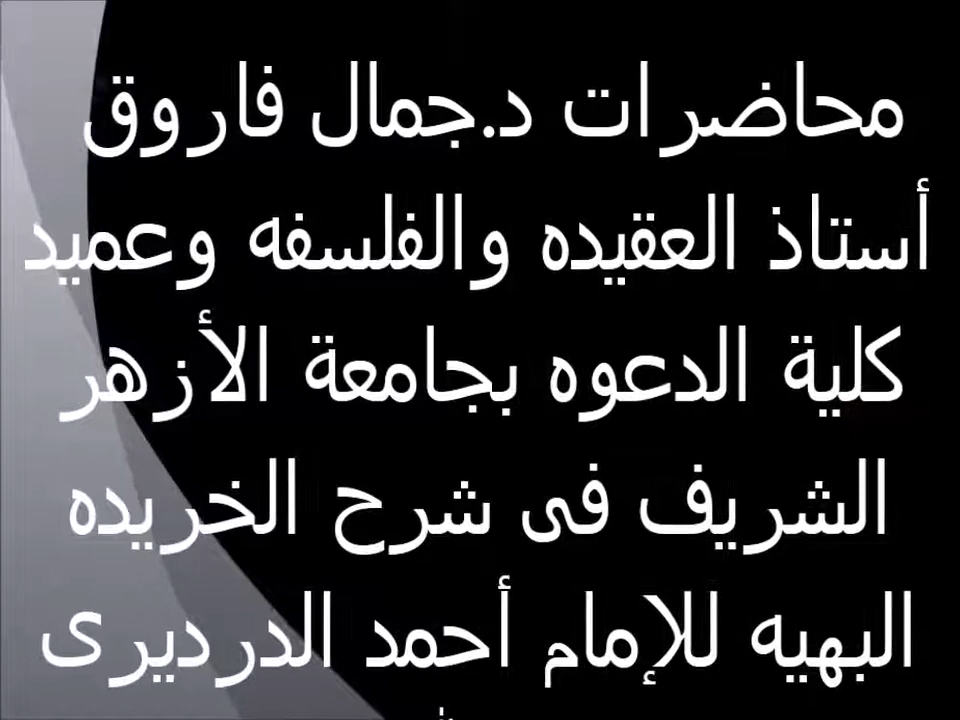 محاضرات د.جمال فاروق
أستاذ العقيده والفلسفه وعميد
كلية الدعوه بجامعة الأزهر
الشريف فى شرح الخريده
البهيه للإمام أحمد الدرديرى